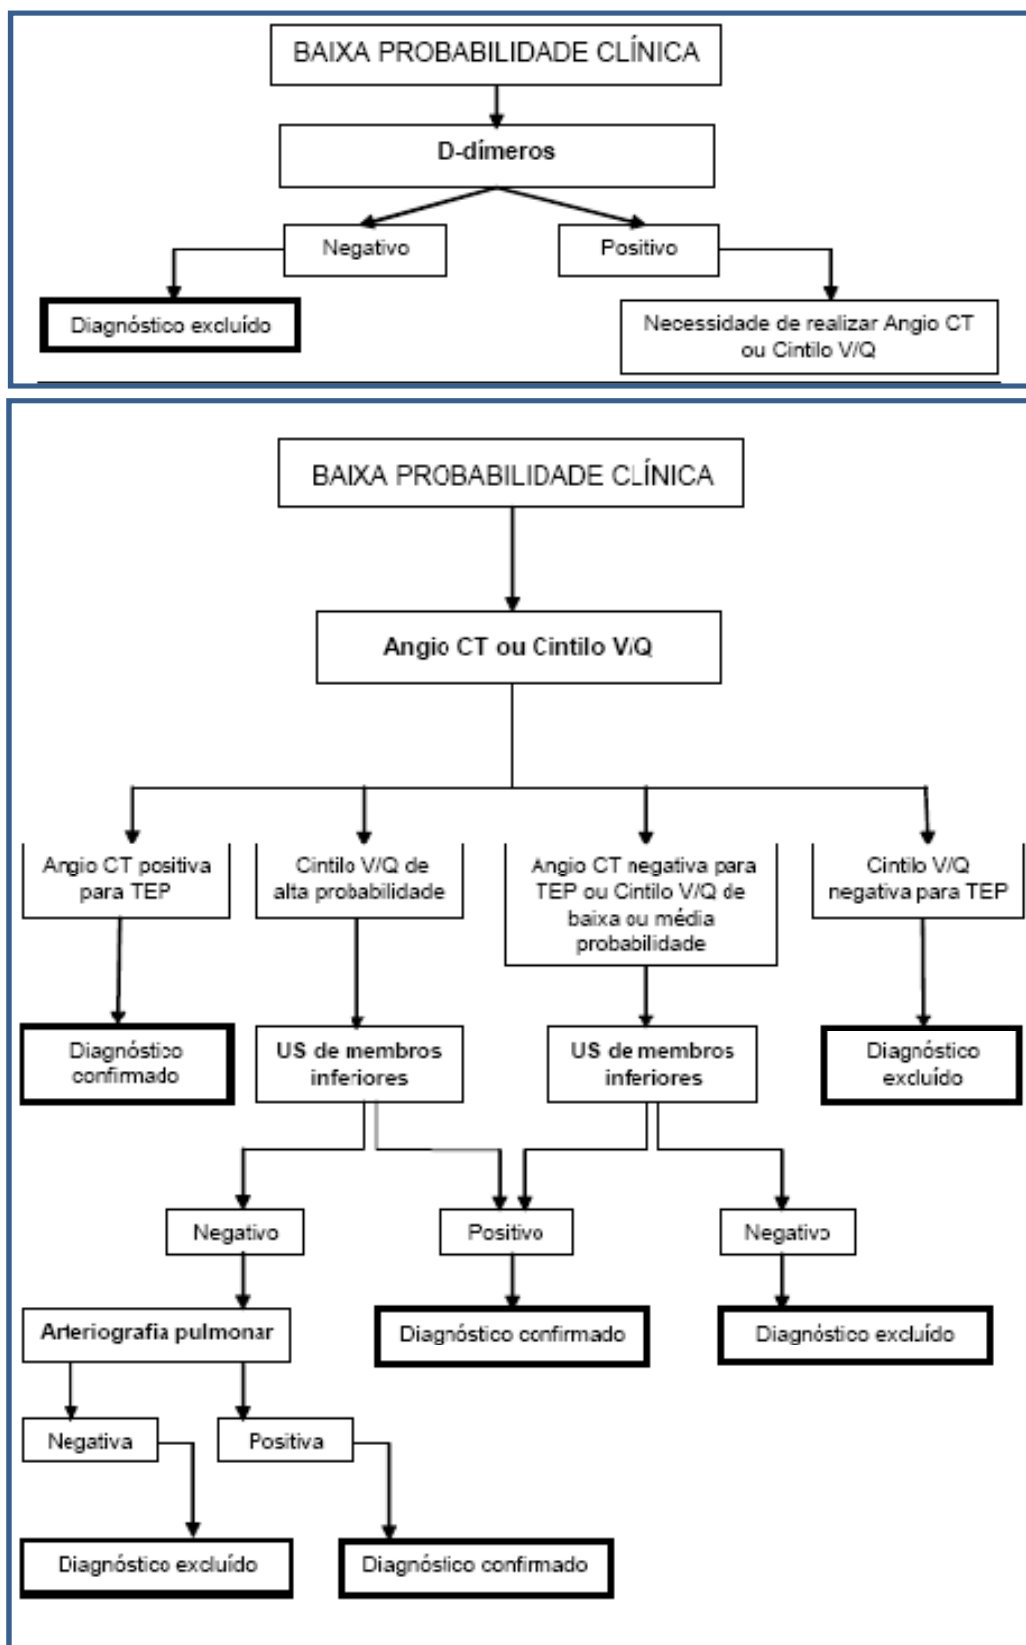 BAIXA PROBABILIDADE CLÍNICA
D-dímeros
Negativo
Positivo
Diagnóstico excluído
Necessidade de realizar Angio CT
ou Cintilo V/Q
BAIXA PROBABILIDADE CLÍNICA
Angio CT ou Cintilo V/Q
Angio CT positiva
para TEP
Cintilo V/Q de
alta probabilidade
Angio CT negativa para
TEP ou Cintilo V/Q de
baixa ou média
probabilidade
Cintilo V/Q
negativa para TEP
Diagnóstico
confirmado
US de membros
inferiores
US de membros
inferiores
Diagnóstico
excluído
Negativo
Positivo
Negativo
Arteriografia pulmonar
Diagnóstico confirmado
Diagnóstico excluído
Negativa
Positiva
Diagnóstico excluído
Diagnóstico confirmado